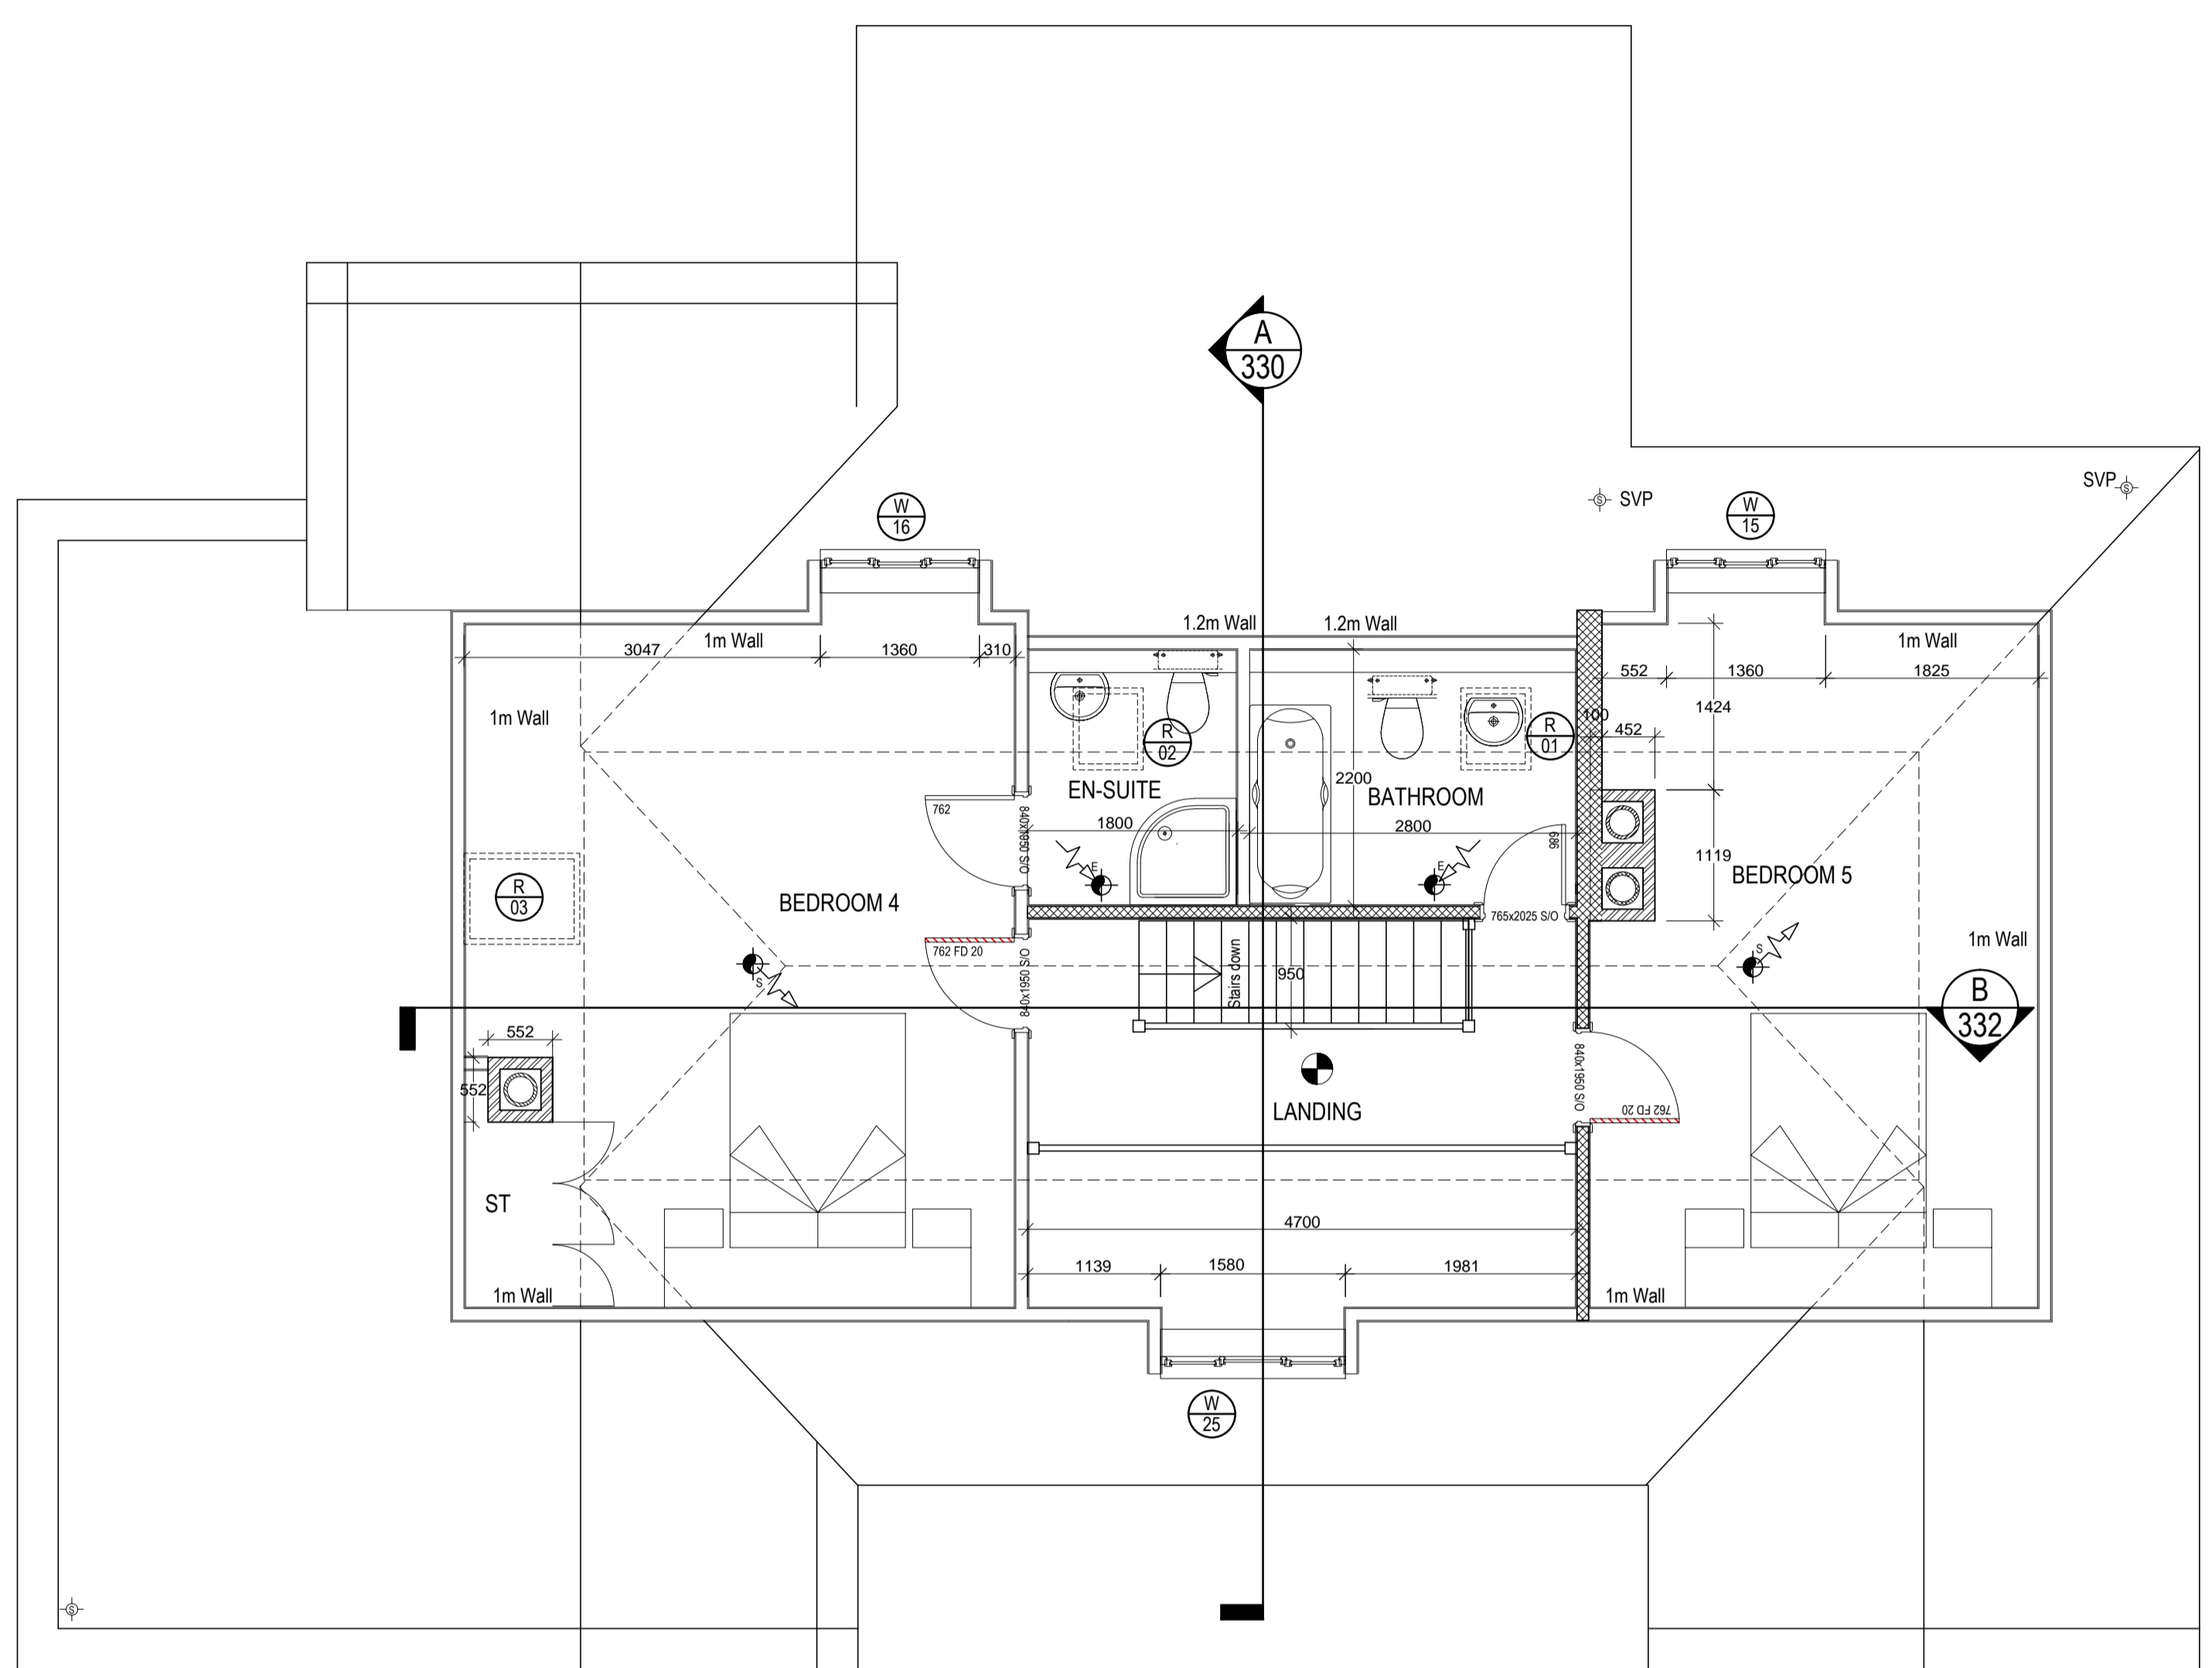 A
330
SVP
SVP
W
16
W
15
1.2m Wall
1.2m Wall
1m Wall
1m Wall
3047
1360
310
552
1360
1825
1m Wall
1424
100
452
R
02
R
01
2200
EN-SUITE
BATHROOM
762
840x1950 S/O
1800
2800
686
1119
E
E
BEDROOM 5
R
03
BEDROOM 4
765x2025 S/O
762 FD 20
840x1950 S/O
Stairs down
950
S
S
1m Wall
B
332
552
552
840x1950 S/O
762 FD 20
LANDING
ST
4700
1139
1580
1981
1m Wall
1m Wall
W
25
S
S
S